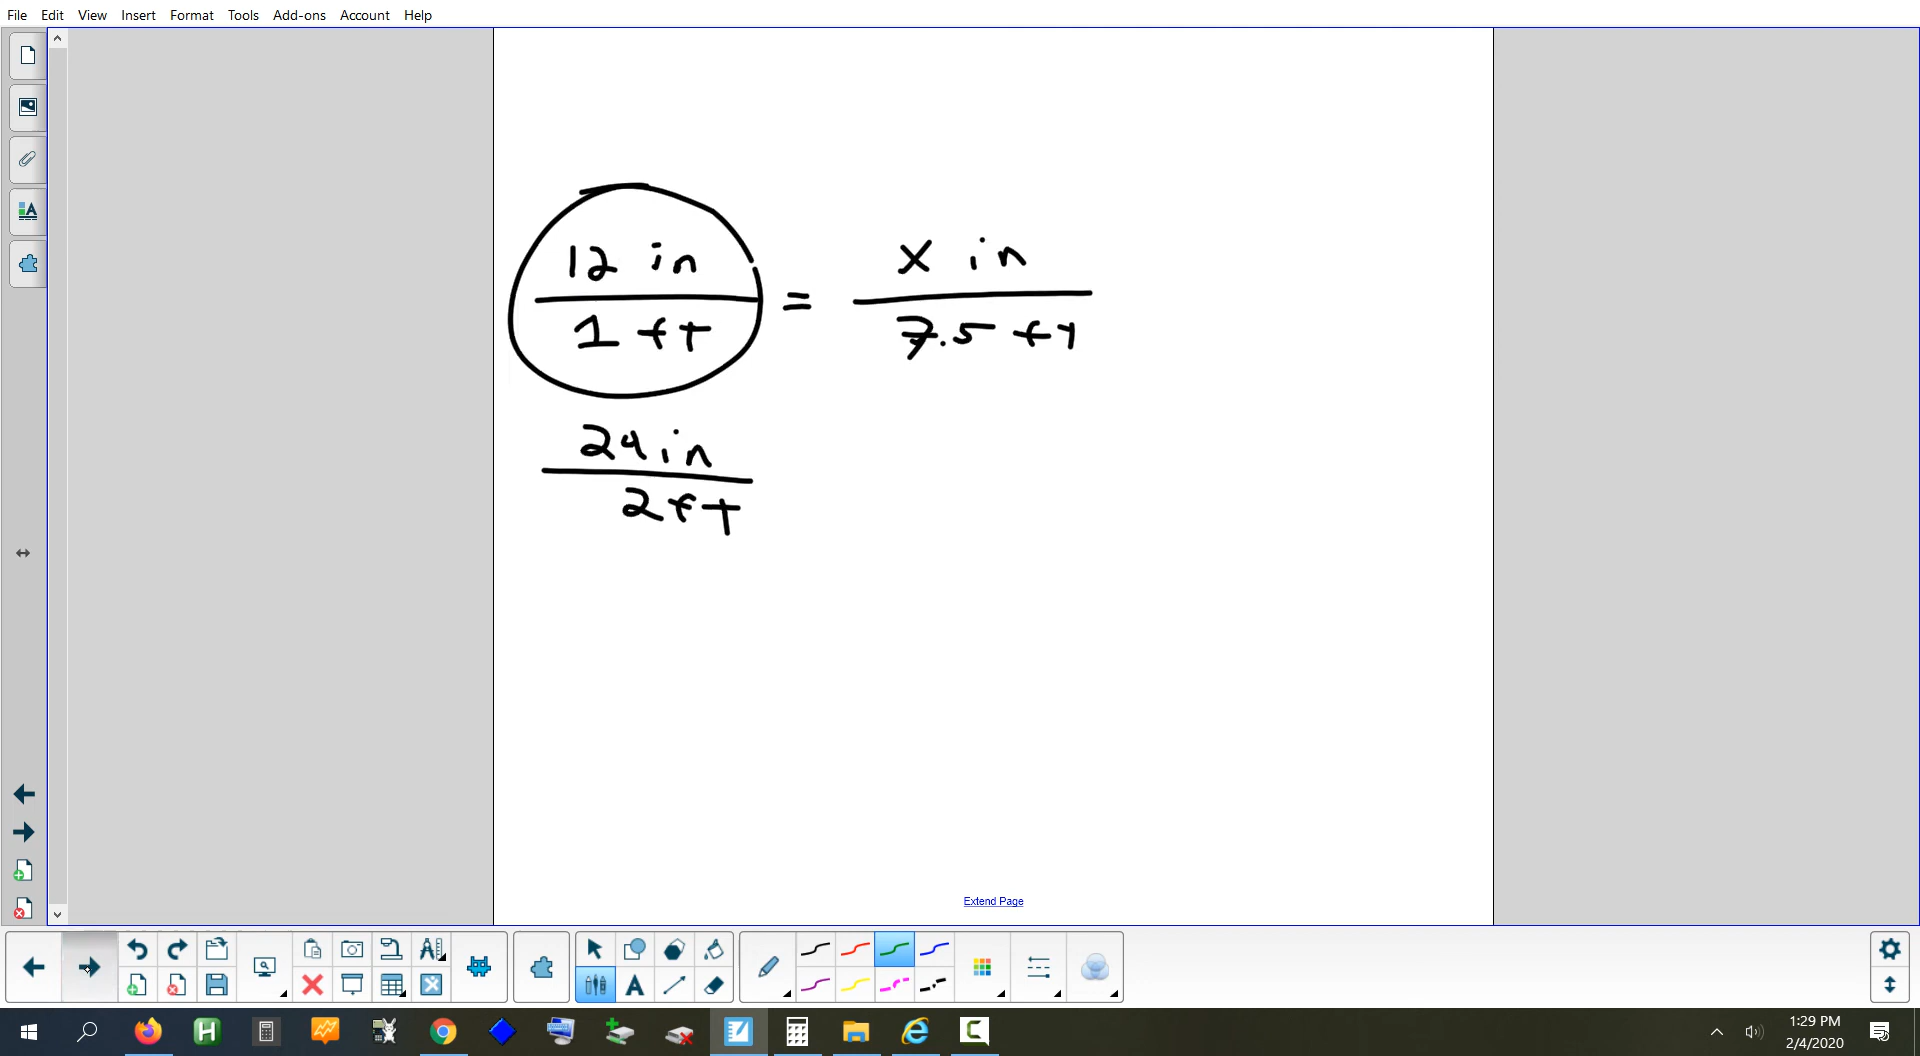 File Edit View Insert Format Tools Add-ons Account Help
12 in
1 ft
=
x in
7.5 ft
24 in
2 ft
Extend Page
1:29 PM
2/4/2020